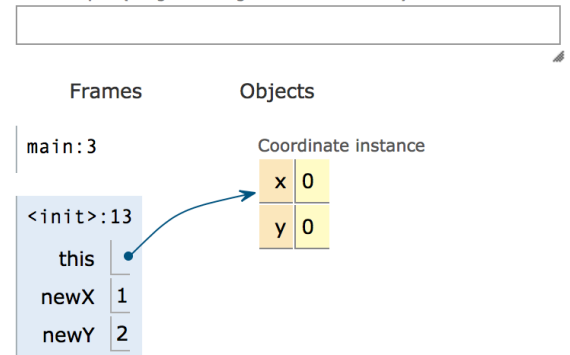 Frames Objects
main:3
Coordinate instance
x 0
y 0
<init>:13
this
newX 1
newY 2